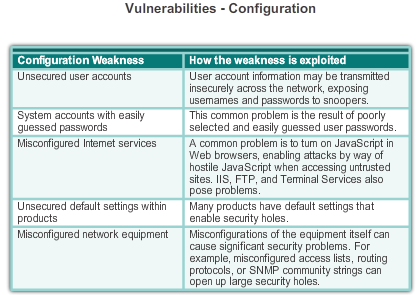 Vulnerabilities - Configuration
Configuration Weakness
How the weakness is exploited
Unsecured user accounts
User account information may be transmitted
insecurely across the network, exposing
usernames and passwords to snoopers.
System accounts with easily
guessed passwords
This common problem is the result of poorly
selected and easily guessed user passwords.
Misconfigured Internet services
A common problem is to turn on JavaScript in
Web browsers, enabling attacks by way of
hostile JavaScript when accessing untrusted
sites. IIS, FTP, and Terminal Services also
pose problems.
Unsecured default settings within
products
Many products have default settings that
enable security holes.
Misconfigured network equipment
Misconfigurations of the equipment itself can
cause significant security problems. For
example, misconfigured access lists, routing
protocols, or SNMP community strings can
open up large security holes.